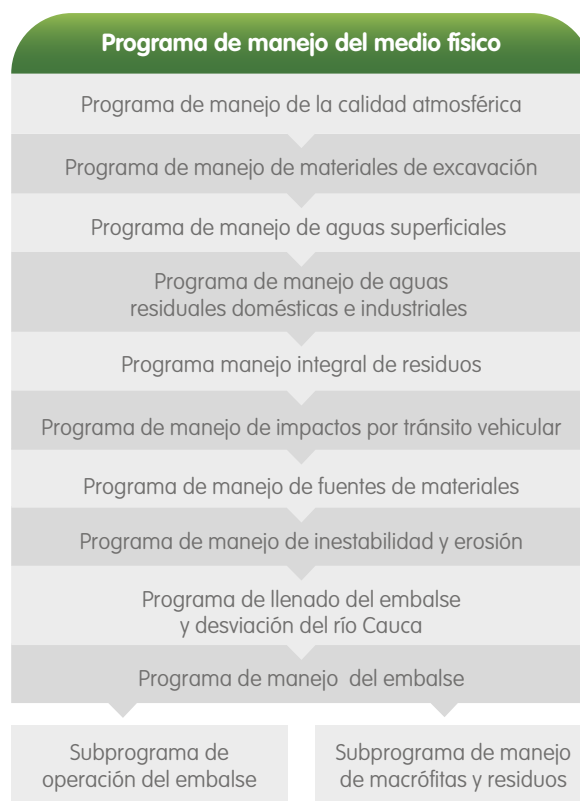 Programa de manejo del medio físico
Programa de manejo de la calidad atmosférica
Programa de manejo de materiales de excavación
Programa de manejo de aguas superficiales
Programa de manejo de aguas
residuales domésticas e industriales
Programa manejo integral de residuos
Programa de manejo de impactos por tránsito vehicular
Programa de manejo de fuentes de materiales
Programa de manejo de inestabilidad y erosión
Programa de llenado del embalse
y desviación del río Cauca
Programa de manejo del embalse
Subprograma de
operación del embalse
Subprograma de manejo
de macrófitas y residuos